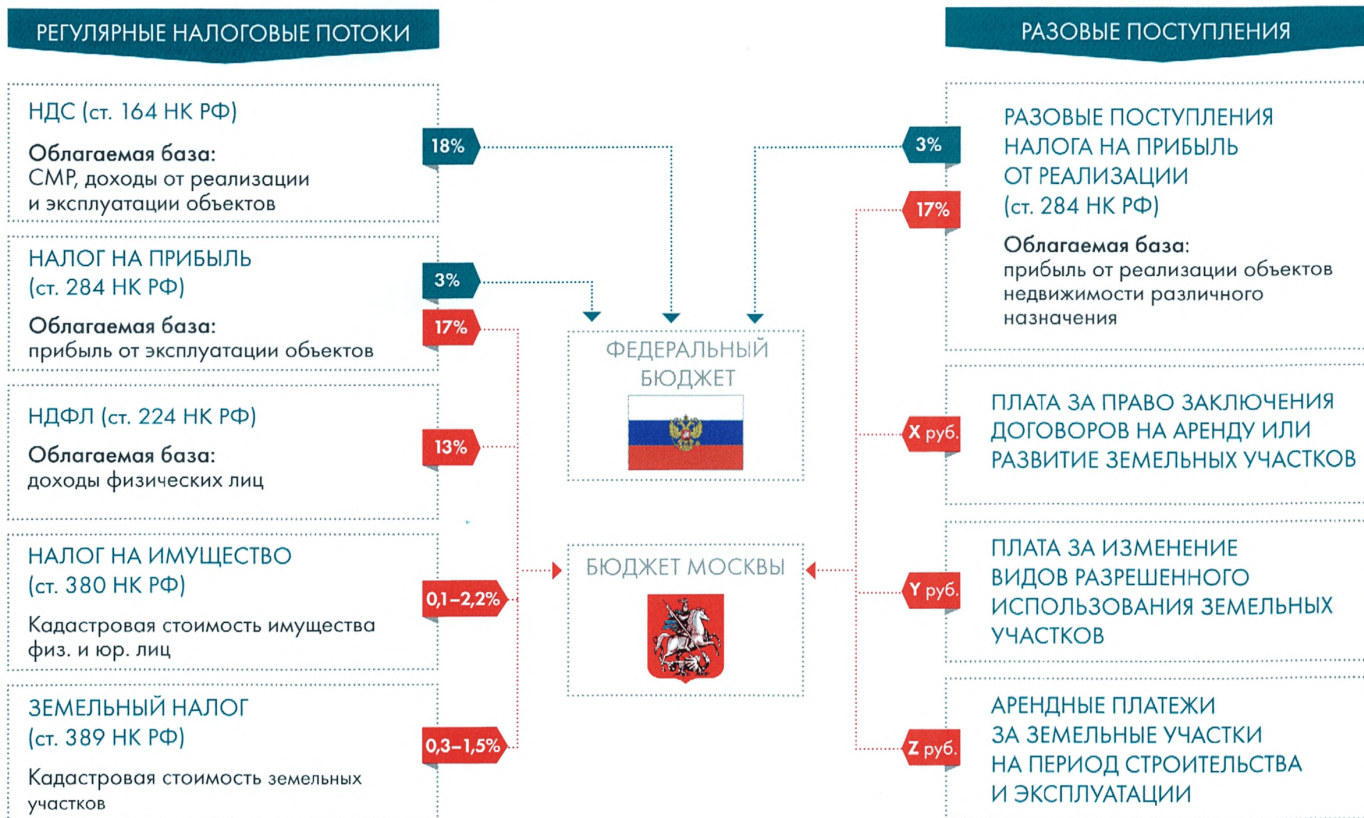 РЕГУЛЯРНЫЕ НАЛОГОВЫЕ ПОТОКИ
НДС (ст. 164 НК РФ)
Облагаемая база:
СМР, доходы от реализации
и эксплуатации объектов
18%
НАЛОГ НА ПРИБЫЛЬ
(ст. 284 НК РФ)
Облагаемая база:
прибыль от эксплуатации объектов
3%
17%
НДФЛ (ст. 224 НК РФ)
Облагаемая база:
доходы физических лиц
13%
НАЛОГ НА ИМУЩЕСТВО
(ст. 380 НК РФ)
Кадастровая стоимость имущества
физ. и юр. лиц
0,1–2,2%
ЗЕМЕЛЬНЫЙ НАЛОГ
(ст. 389 НК РФ)
Кадастровая стоимость земельных
участков
0,3–1,5%
ФЕДЕРАЛЬНЫЙ
БЮДЖЕТ
БЮДЖЕТ МОСКВЫ
РАЗОВЫЕ ПОСТУПЛЕНИЯ
3%
17%
РАЗОВЫЕ ПОСТУПЛЕНИЯ
НАЛОГА НА ПРИБЫЛЬ
ОТ РЕАЛИЗАЦИИ
(ст. 284 НК РФ)
Облагаемая база:
прибыль от реализации объектов
недвижимости различного
назначения
X руб.
ПЛАТА ЗА ПРАВО ЗАКЛЮЧЕНИЯ
ДОГОВОРОВ НА АРЕНДУ ИЛИ
РАЗВИТИЕ ЗЕМЕЛЬНЫХ УЧАСТКОВ
Y руб.
ПЛАТА ЗА ИЗМЕНЕНИЕ
ВИДОВ РАЗРЕШЕННОГО
ИСПОЛЬЗОВАНИЯ ЗЕМЕЛЬНЫХ
УЧАСТКОВ
Z руб.
АРЕНДНЫЕ ПЛАТЕЖИ
ЗА ЗЕМЕЛЬНЫЕ УЧАСТКИ
НА ПЕРИОД СТРОИТЕЛЬСТВА
И ЭКСПЛУАТАЦИИ